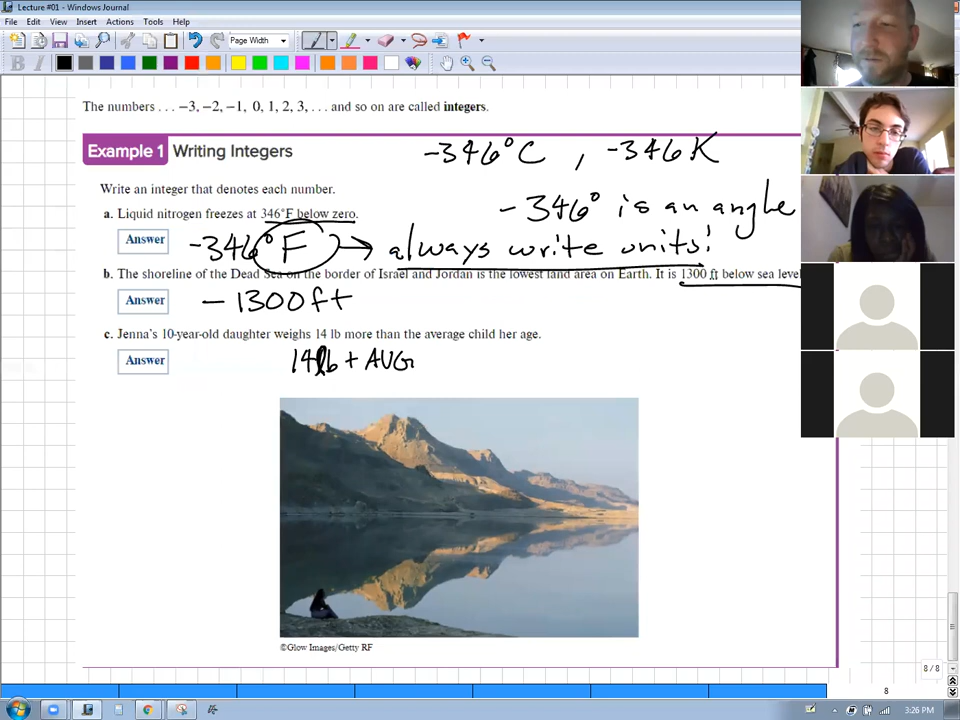 Lecture #01 - Windows Journal
File Edit View Insert Actions Tools Help
Page Width
B I
The numbers . . . −3, −2, −1, 0, 1, 2, 3, . . . and so on are called integers.
Example 1 Writing Integers
-346°C , -346K
Write an integer that denotes each number.
-346° is an angle
a. Liquid nitrogen freezes at 346°F below zero.
Answer -346°F → always write units!
b. The shoreline of the Dead Sea on the border of Israel and Jordan is the lowest land area on Earth. It is 1300 ft below sea level
Answer -1300ft
c. Jenna's 10-year-old daughter weighs 14 lb more than the average child her age.
Answer 14lb + AVG
©Glow Images/Getty RF
8 / 8
8
3:26 PM